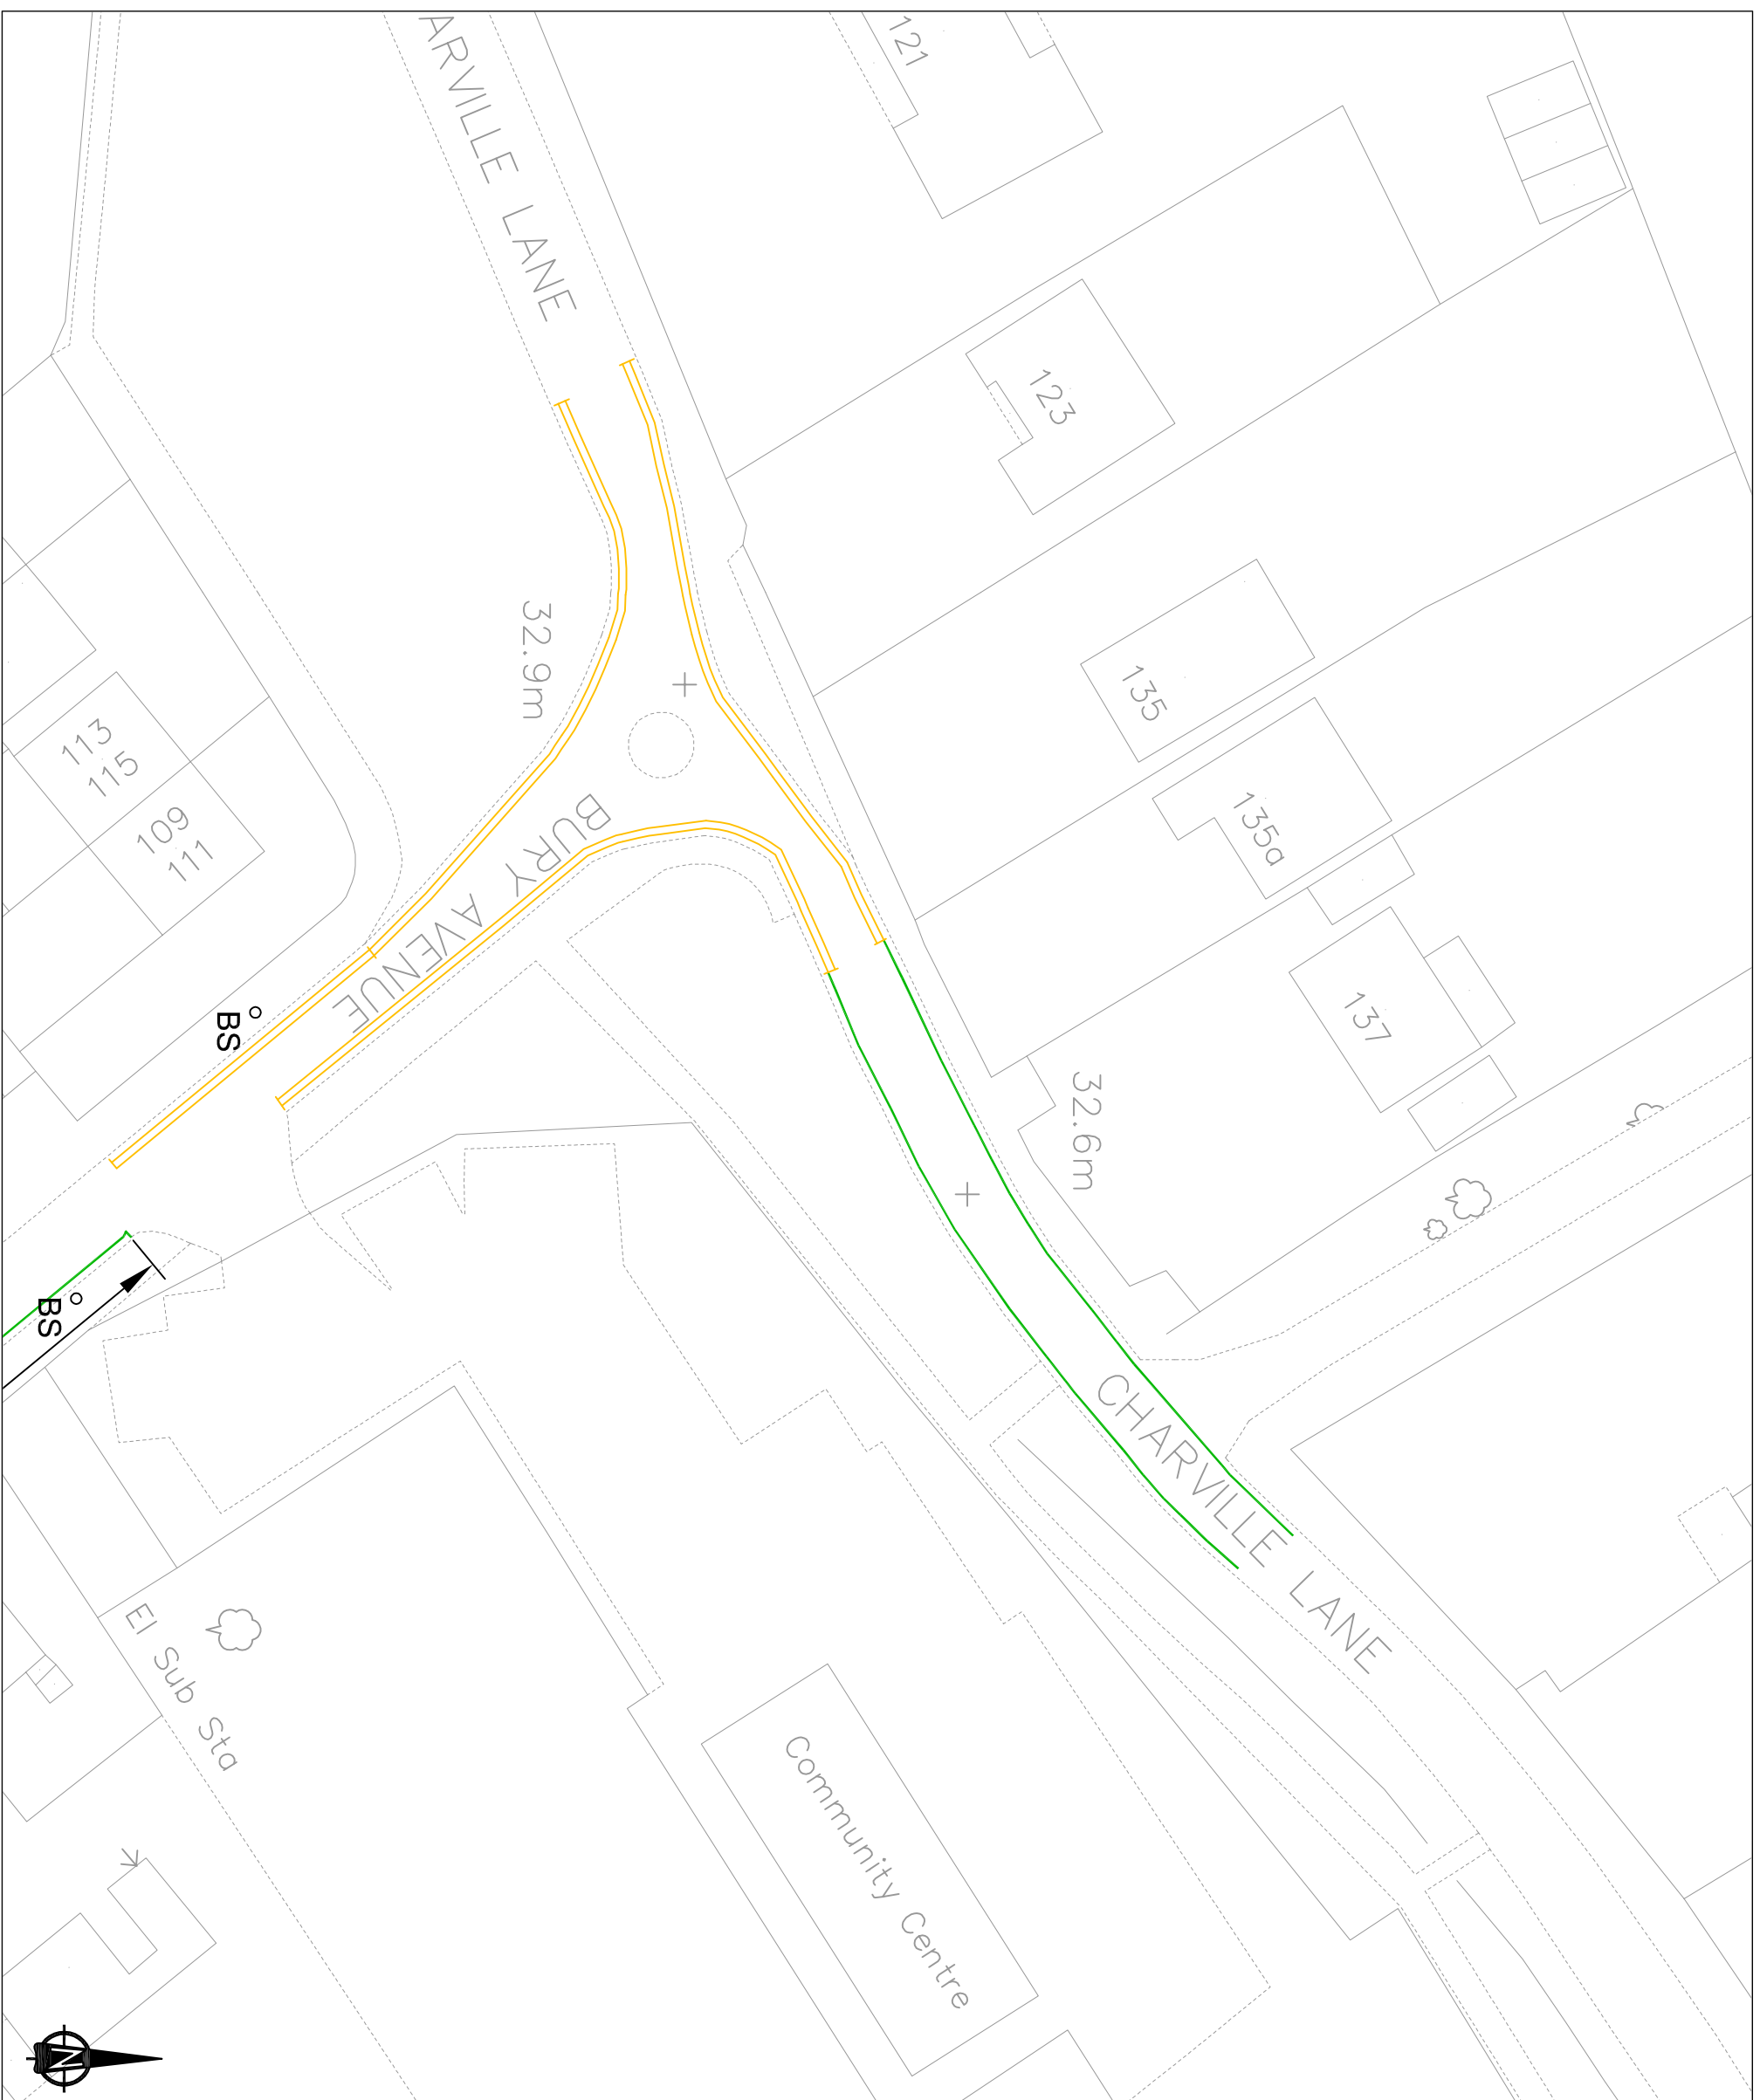 ARVILLE LANE
121
123
32.9m
135
113
115
109
111
135a
BURY AVENUE
137
BS
32.6m
BS
CHARVILLE LANE
El Sub Sta
Community Centre
N